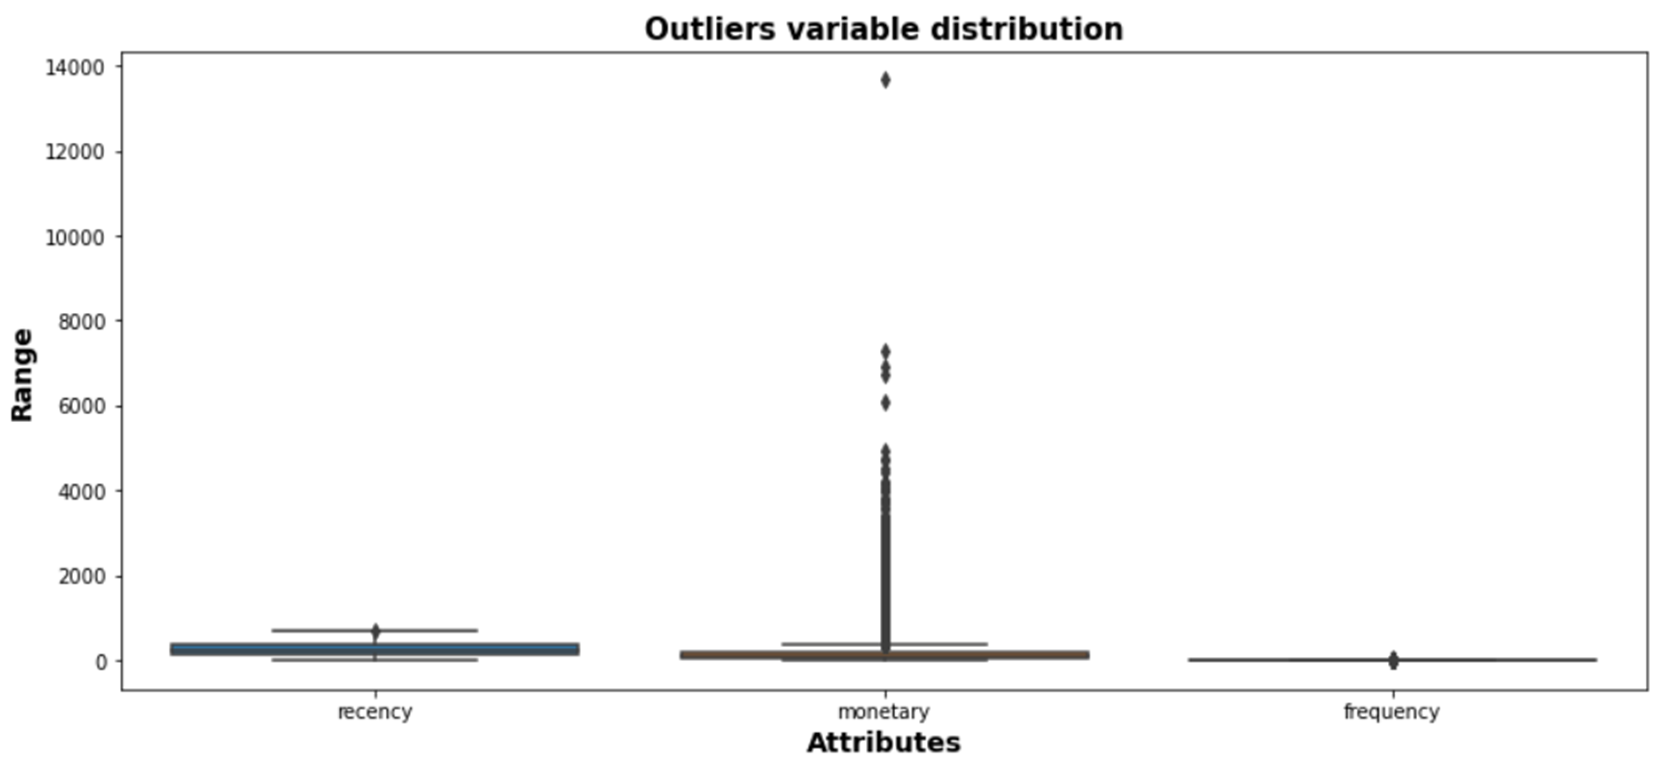 Outliers variable distribution
14000
12000
10000
8000
6000
4000
2000
0
Range
recency
monetary
frequency
Attributes